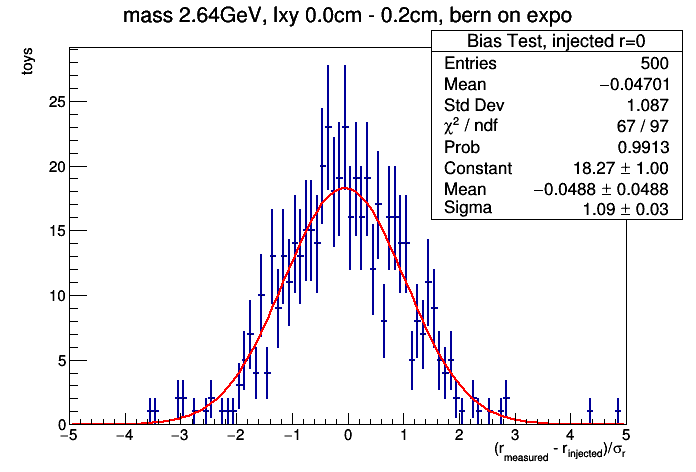 mass 2.64GeV, lxy 0.0cm - 0.2cm, bern on expo
Bias Test, injected r=0
Entries 500
Mean −0.04701
Std Dev 1.087
χ² / ndf 67 / 97
Prob 0.9913
Constant 18.27 ± 1.00
Mean −0.0488 ± 0.0488
Sigma 1.09 ± 0.03
toys
25
20
15
10
5
0
−5 −4 −3 −2 −1 0 1 2 3 4 5
(r_measured - r_injected)/σ_r